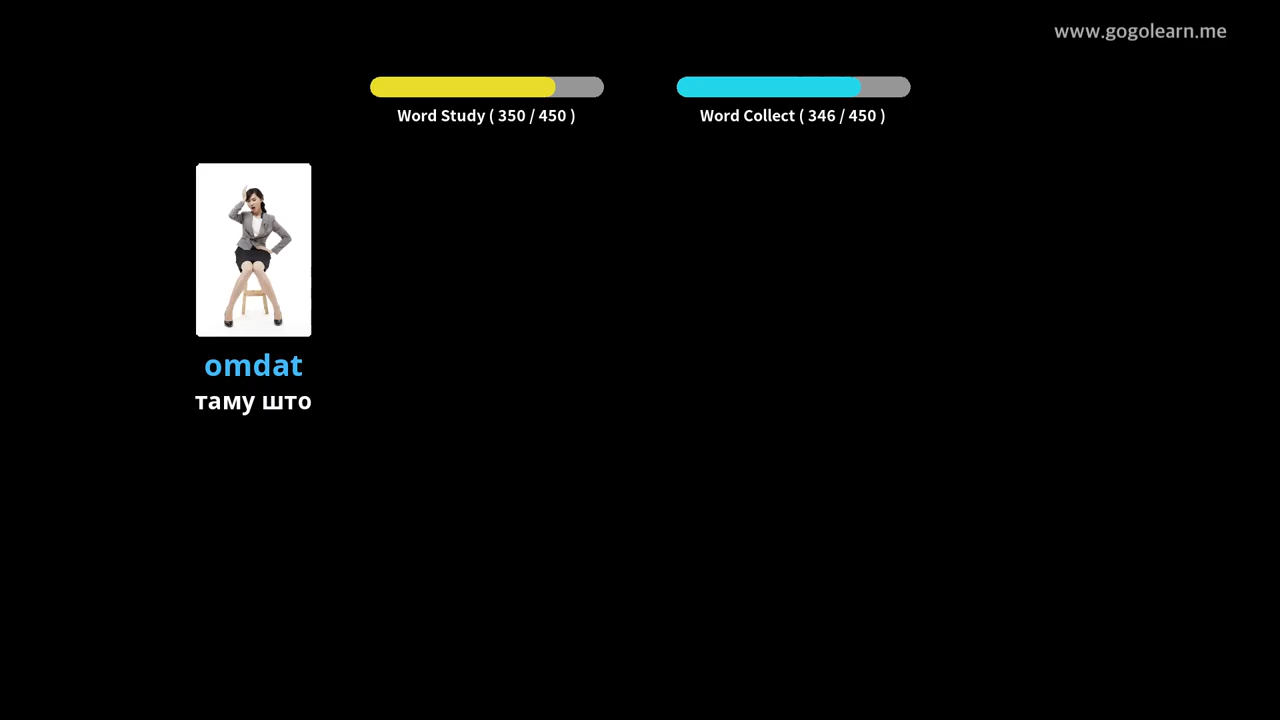 www.gogolearn.me
Word Study ( 350 / 450 )
Word Collect ( 346 / 450 )
omdat
таму што